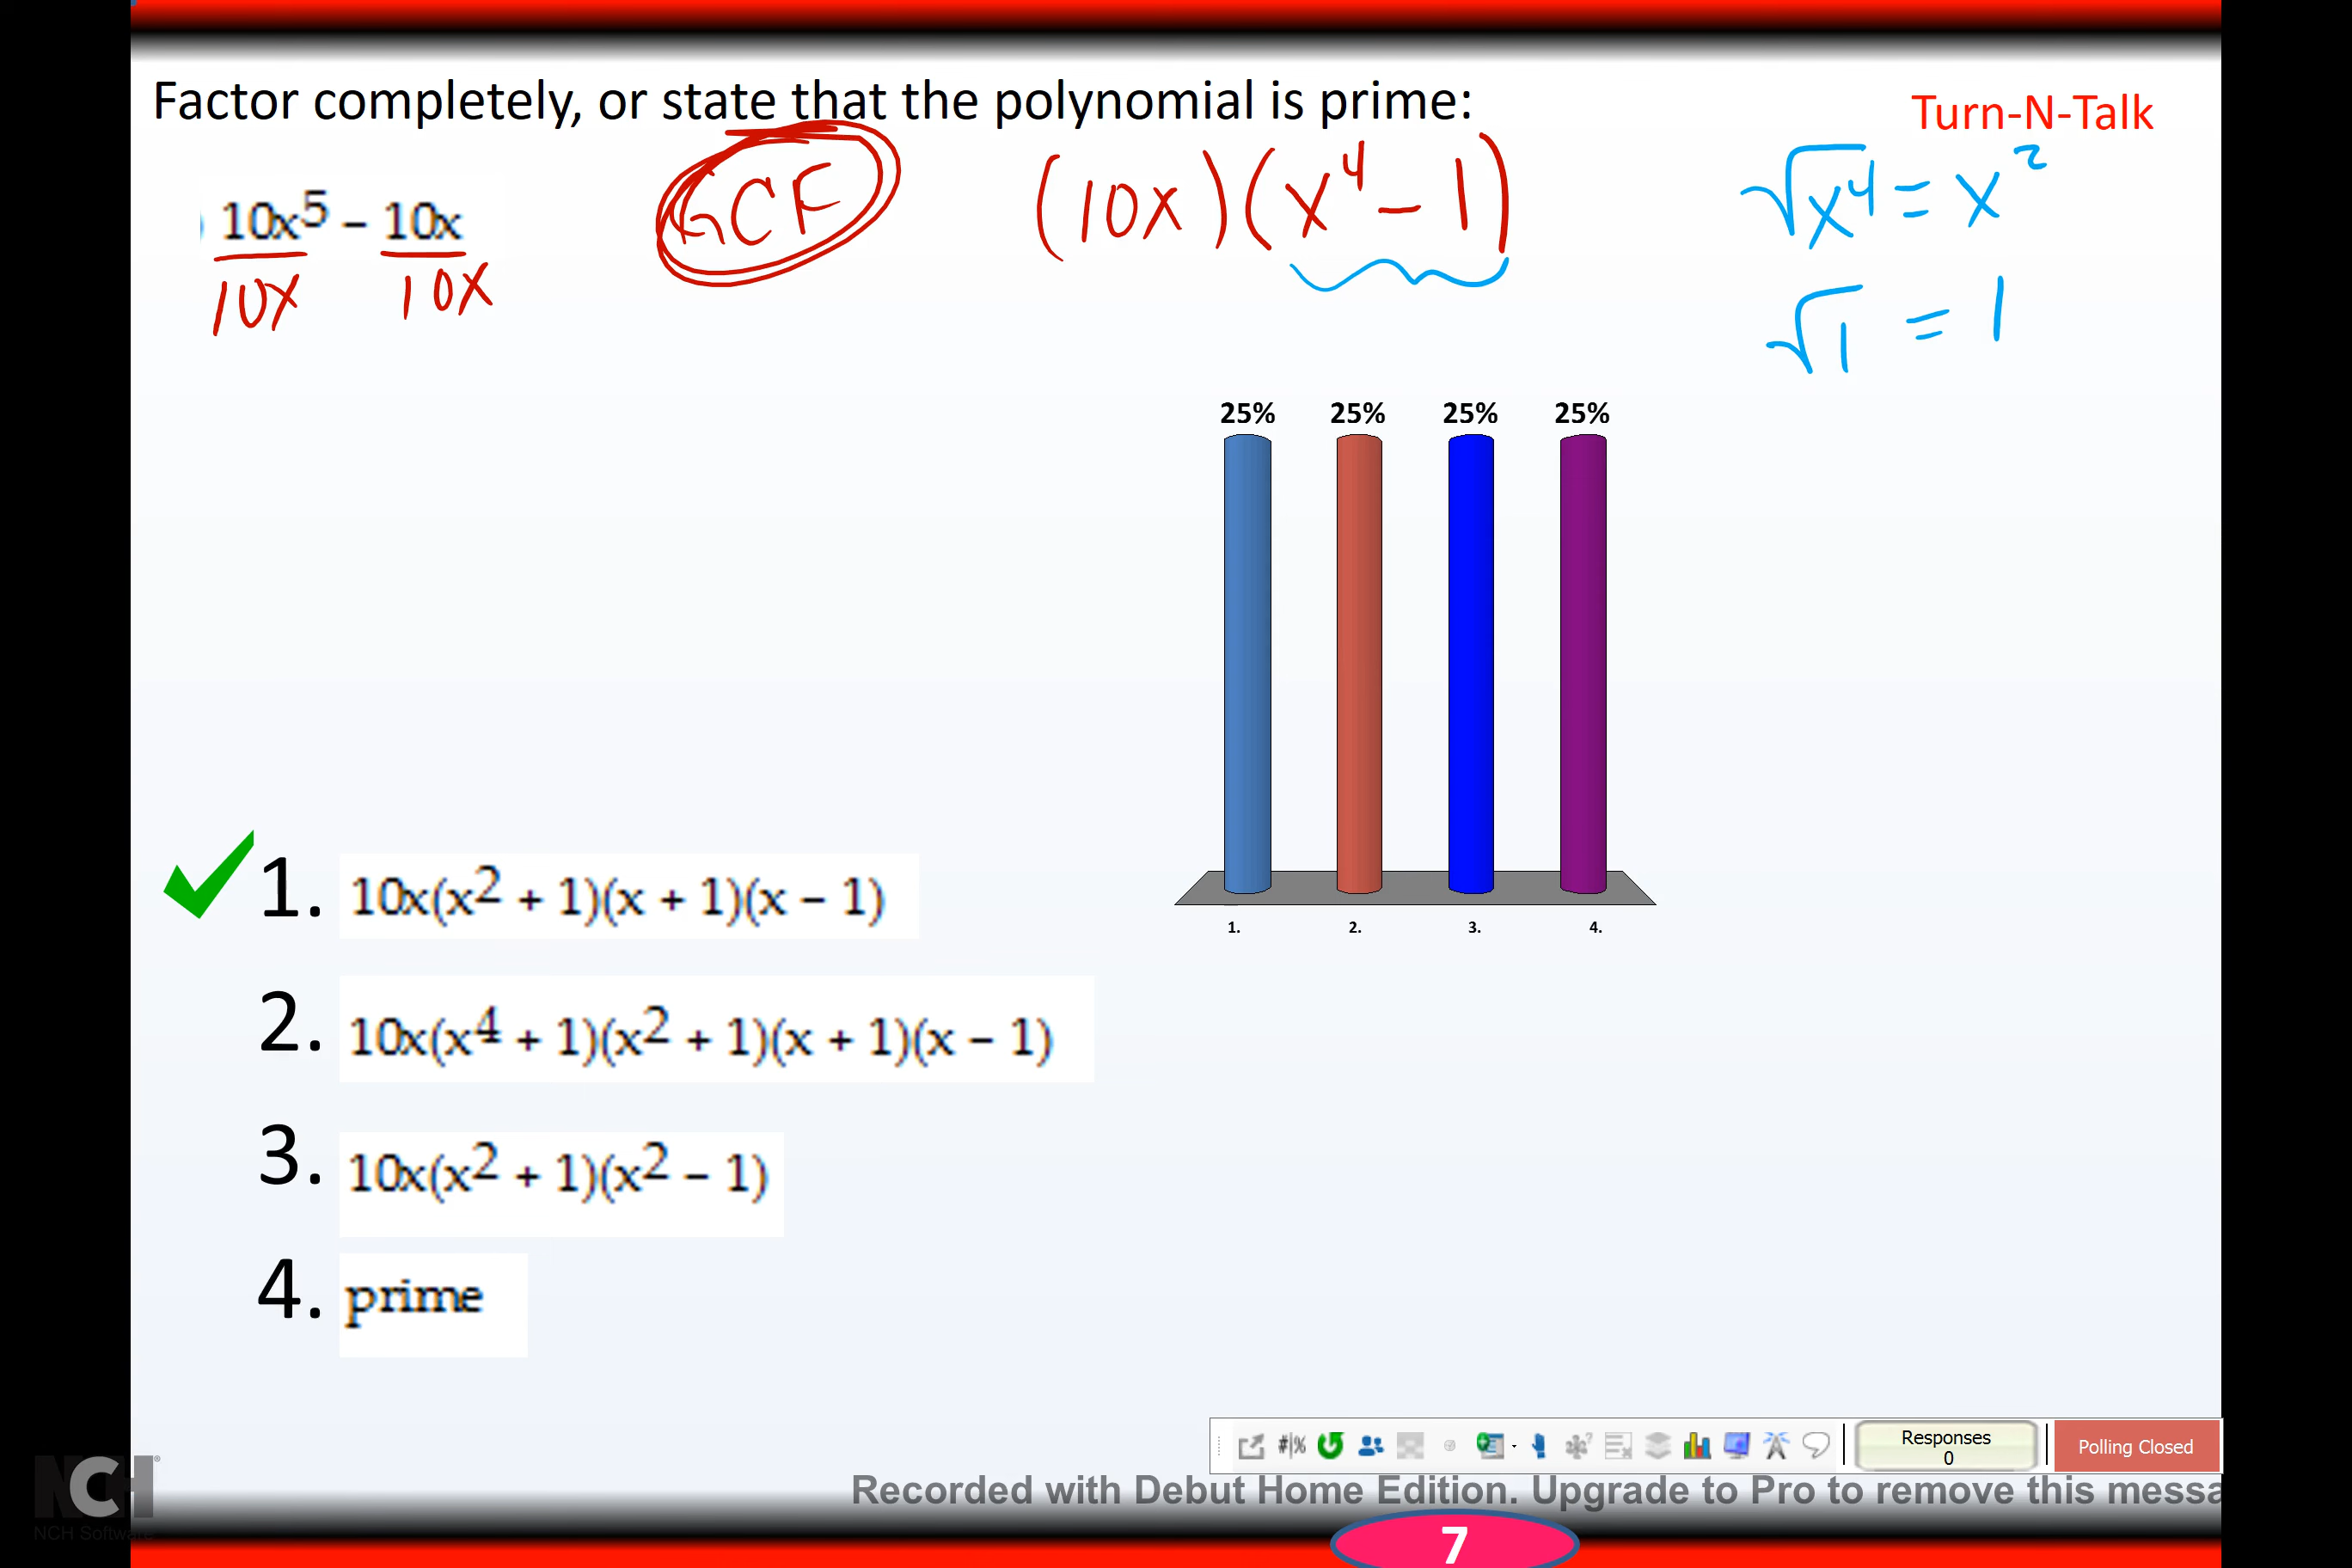 Factor completely, or state that the polynomial is prime:
Turn-N-Talk
10x⁵ – 10x
10x 10x
GCF
(10x)(x⁴ – 1)
√x⁴ = x²
√1 = 1
25% 25% 25% 25%
1. 2. 3. 4.
1. 10x(x² + 1)(x + 1)(x – 1)
2. 10x(x⁴ + 1)(x² + 1)(x + 1)(x – 1)
3. 10x(x² + 1)(x² – 1)
4. prime
#|% Responses 0 Polling Closed
Recorded with Debut Home Edition. Upgrade to Pro to remove this messa
NCH®
NCH Software
7